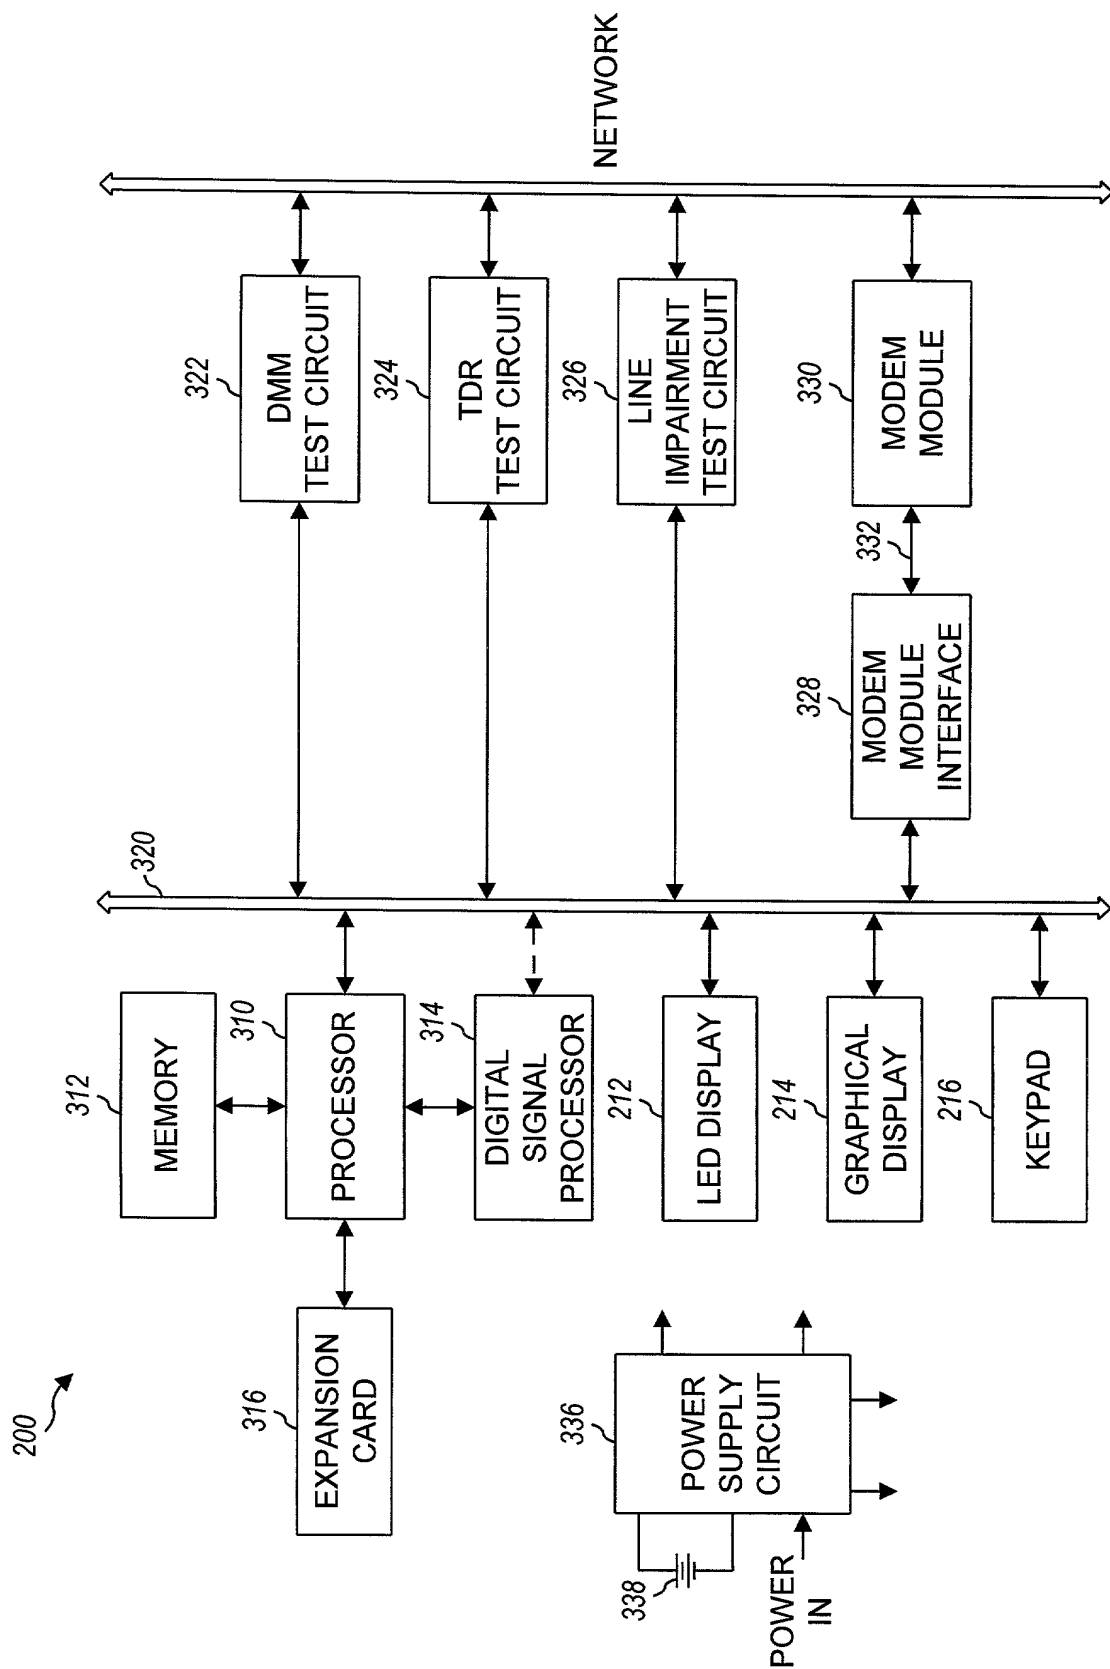 200
316
EXPANSION
CARD
312
MEMORY
310
PROCESSOR
314
DIGITAL
SIGNAL
PROCESSOR
212
LED DISPLAY
214
GRAPHICAL
DISPLAY
216
KEYPAD
336
POWER
SUPPLY
CIRCUIT
338
POWER
IN
320
322
DMM
TEST CIRCUIT
324
TDR
TEST CIRCUIT
326
LINE
IMPAIRMENT
TEST CIRCUIT
328
MODEM
MODULE
INTERFACE
332
330
MODEM
MODULE
NETWORK